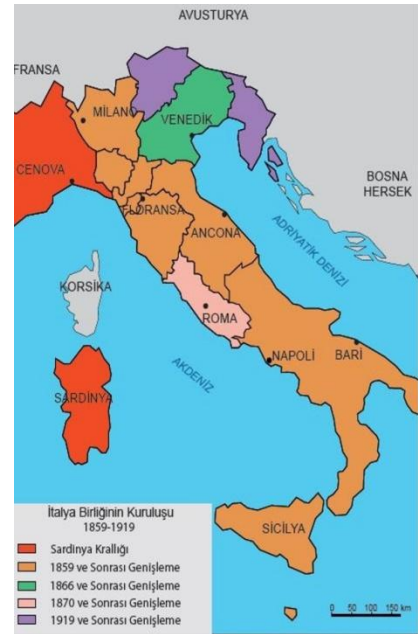 AVUSTURYA
FRANSA
MİLANO
VENEDİK
CENOVA
BOSNA
HERSEK
FLORANSA
ANCONA
ADRİYATİK DENİZİ
KORSİKA
ROMA
NAPOLİ
BARİ
AKDENİZ
SARDİNYA
SİCİLYA
İtalya Birliğinin Kuruluşu
1859-1919
Sardinya Krallığı
1859 ve Sonrası Genişleme
1866 ve Sonrası Genişleme
1870 ve Sonrası Genişleme
1919 ve Sonrası Genişleme
0 50 100 150 km